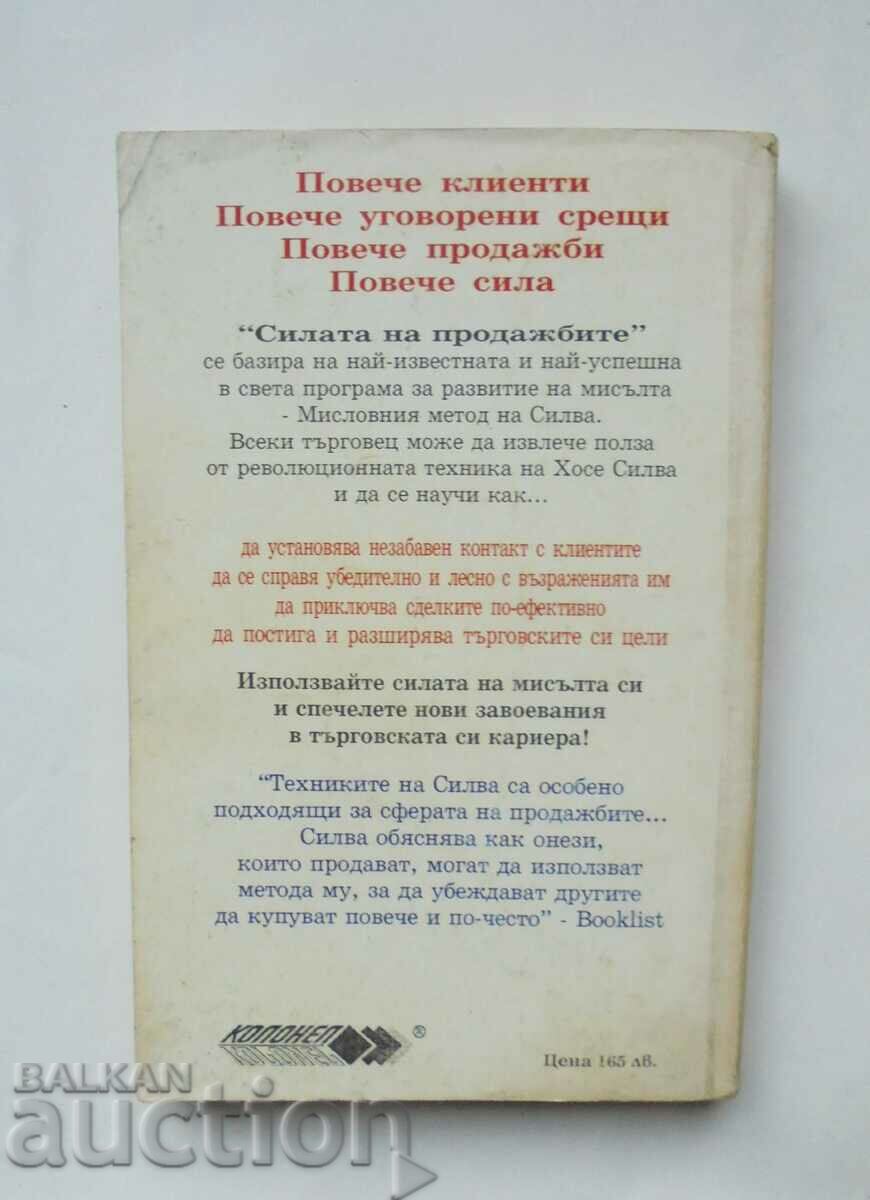 Повече клиенти
Повече уговорени срещи
Повече продажби
Повече сила
“Силата на продажбите”
се базира на най-известната и най-успешна
в света програма за развитие на мисълта
- Мисловния метод на Силва.
Всеки търговец може да извлече полза
от революционната техника на Хосе Силва
и да се научи как...
да установява незабавен контакт с клиентите
да се справя убедително и лесно с възраженията им
да приключва сделките по-ефективно
да постига и разширява търговските си цели
Използвайте силата на мисълта си
и спечелете нови завоевания
в търговската си кариера!
“Техниките на Силва са особено
подходящи за сферата на продажбите...
Силва обяснява как онези,
които продават, могат да използват
метода му, за да убеждават другите
да купуват повече и по-често” - Booklist
КОЛОНЕЛ ®
Цена 165 лв.
BALKAN
auction